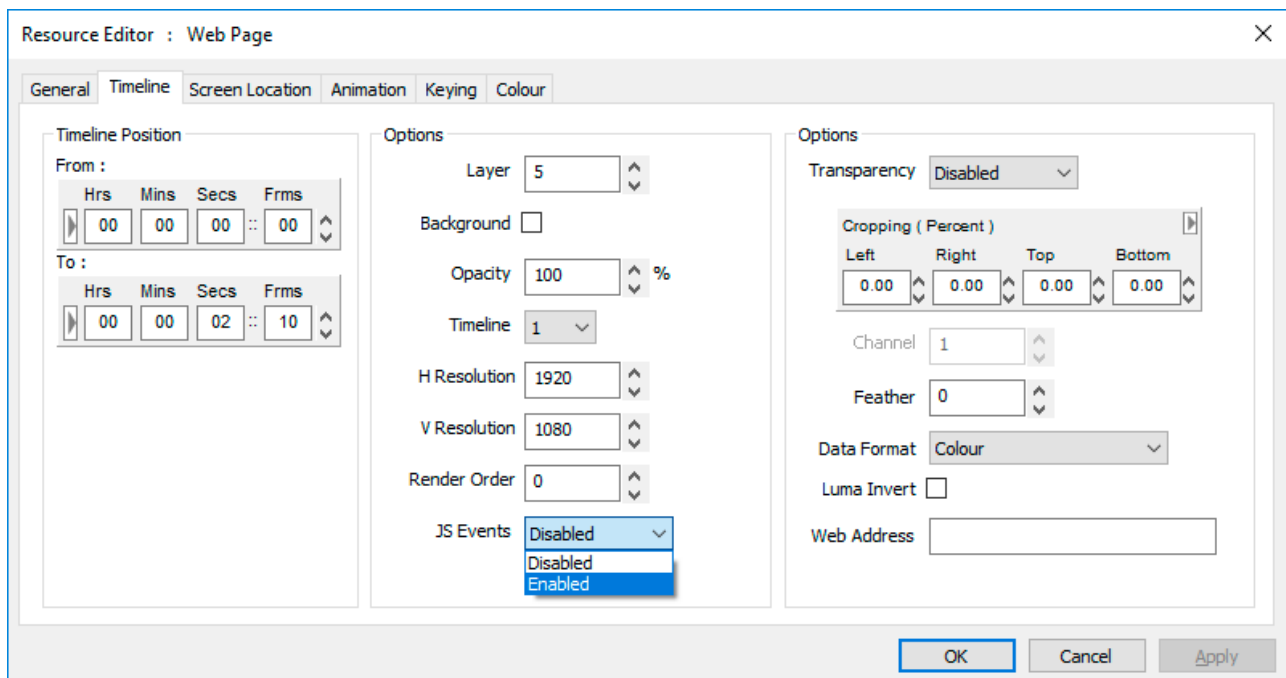 Resource Editor : Web Page
General Timeline Screen Location Animation Keying Colour
Timeline Position
From :
Hrs Mins Secs Frms
00 00 00 :: 00
To :
Hrs Mins Secs Frms
00 00 02 :: 10
Options
Layer 5
Background
Opacity 100 %
Timeline 1
H Resolution 1920
V Resolution 1080
Render Order 0
JS Events Disabled
Disabled
Enabled
Options
Transparency Disabled
Cropping ( Percent )
Left Right Top Bottom
0.00 0.00 0.00 0.00
Channel 1
Feather 0
Data Format Colour
Luma Invert
Web Address
OK Cancel Apply